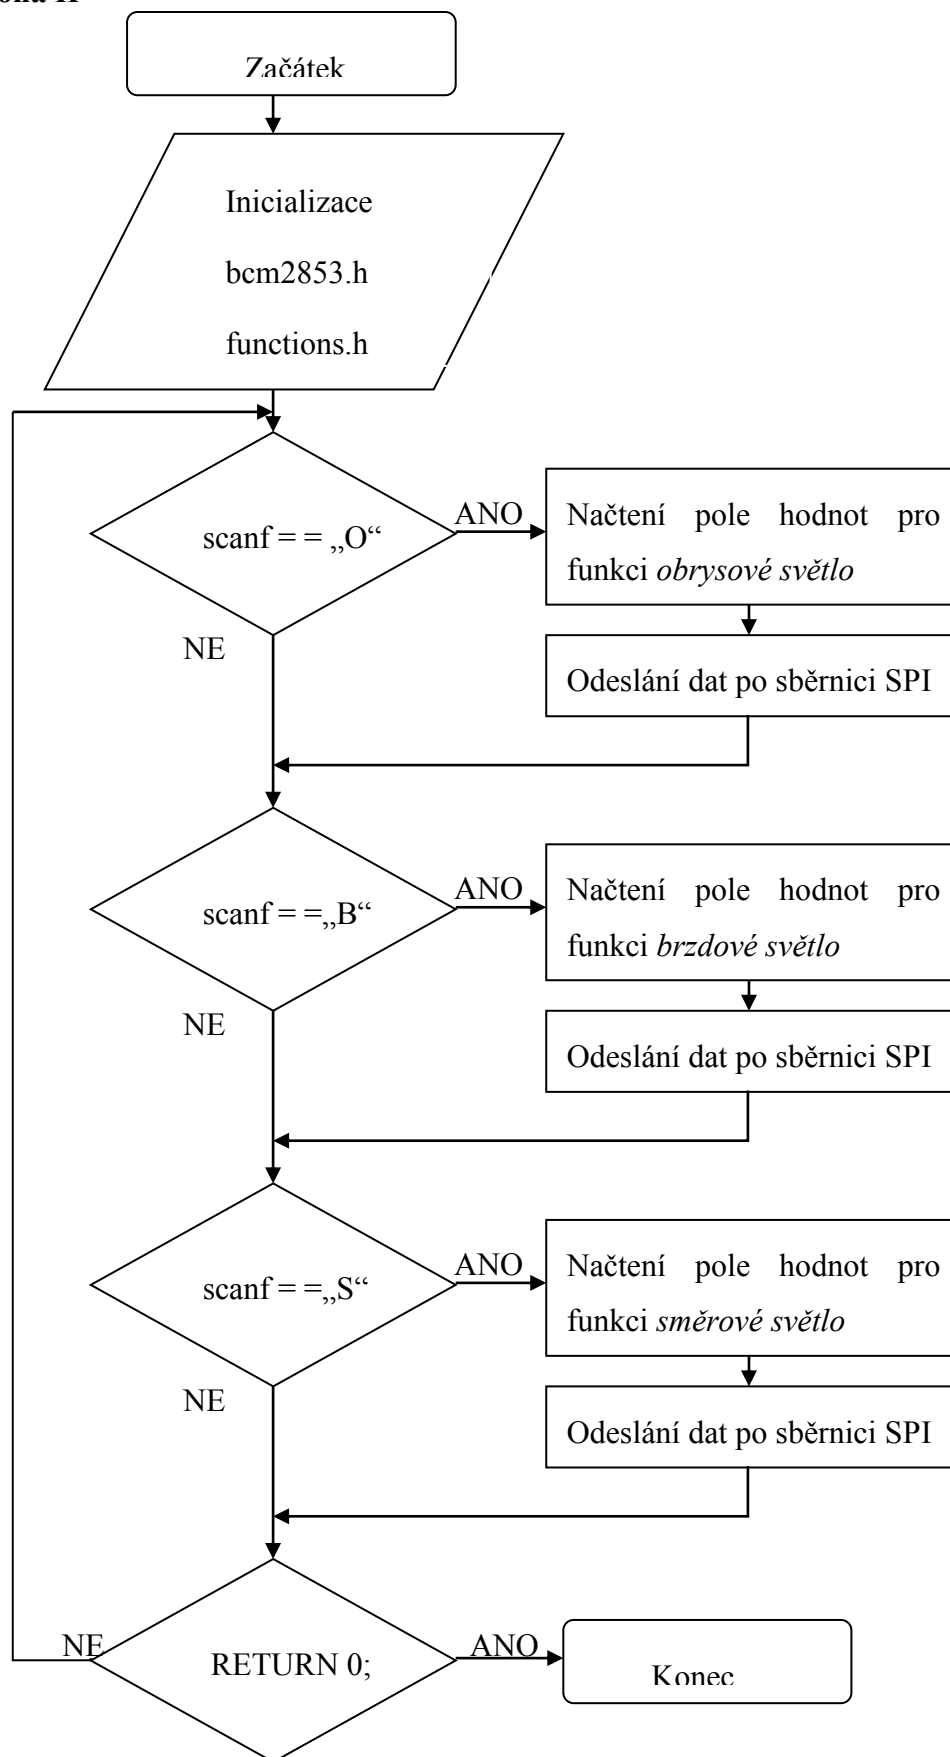 Začátek
Inicializace
bcm2853.h
functions.h
scanf = = „O“
ANO
Načtení pole hodnot pro
funkci obrysové světlo
NE
Odeslání dat po sběrnici SPI
scanf = =„B“
ANO
Načtení pole hodnot pro
funkci brzdové světlo
NE
Odeslání dat po sběrnici SPI
scanf = =„S“
ANO
Načtení pole hodnot pro
funkci směrové světlo
NE
Odeslání dat po sběrnici SPI
NE
RETURN 0;
ANO
Konec